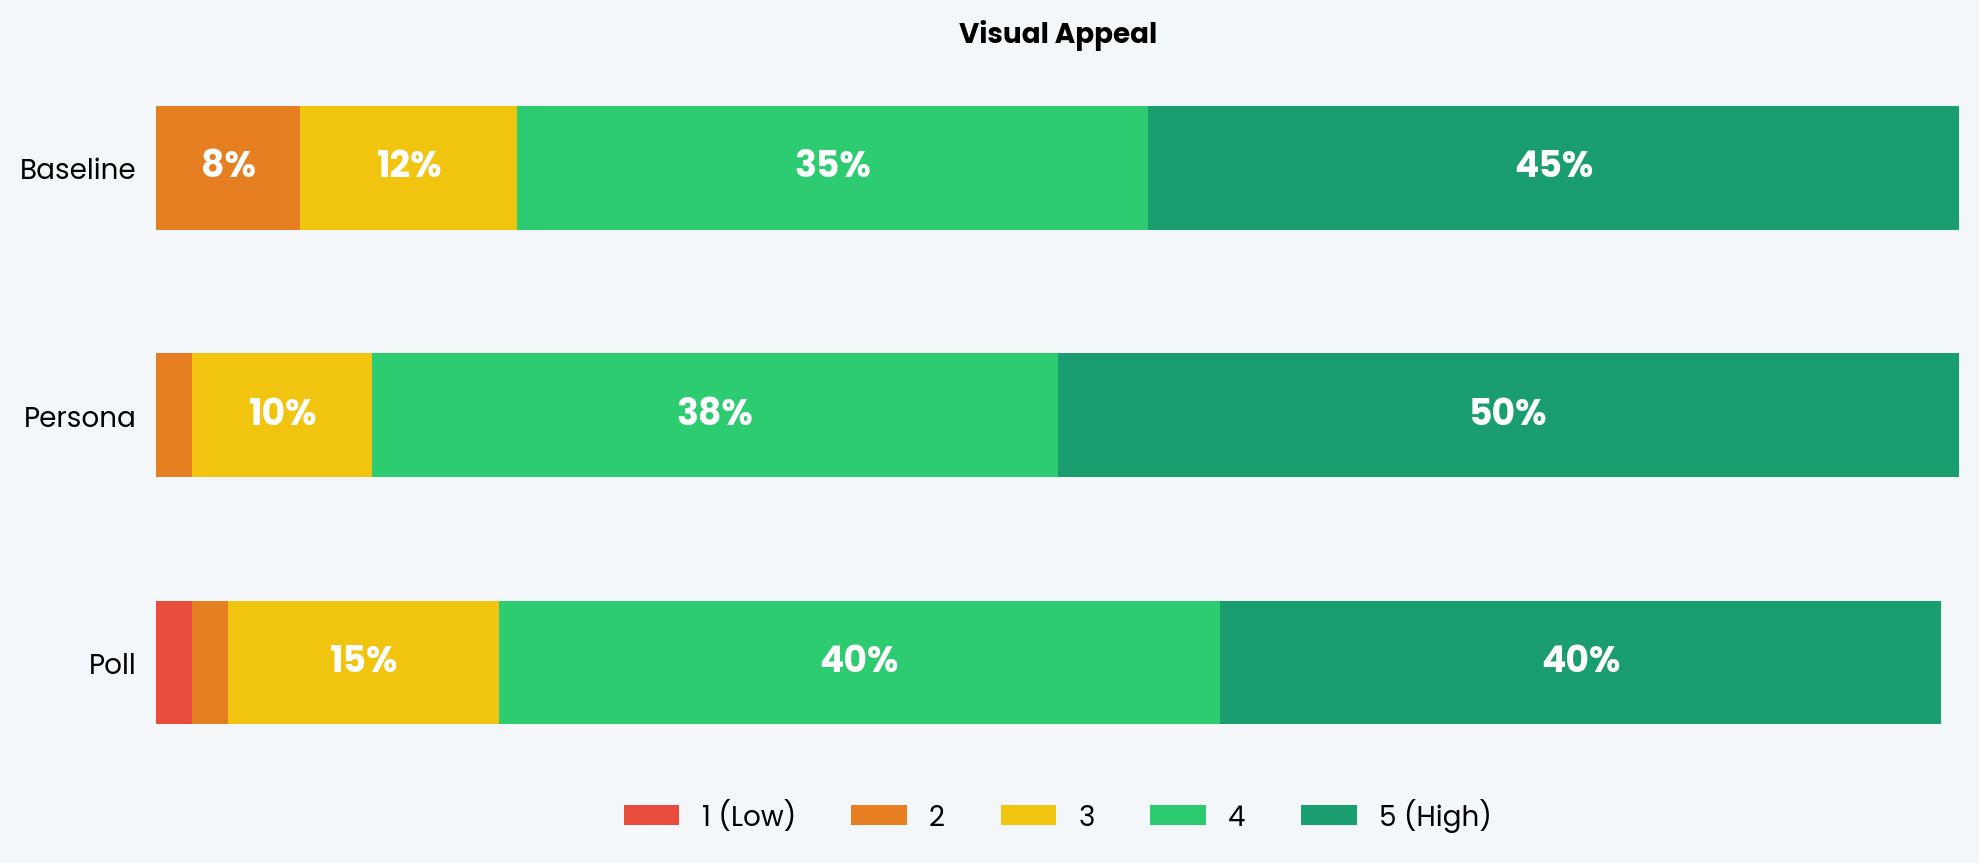 Visual Appeal
Baseline 8% 12% 35% 45%
Persona 10% 38% 50%
Poll 15% 40% 40%
1 (Low) 2 3 4 5 (High)